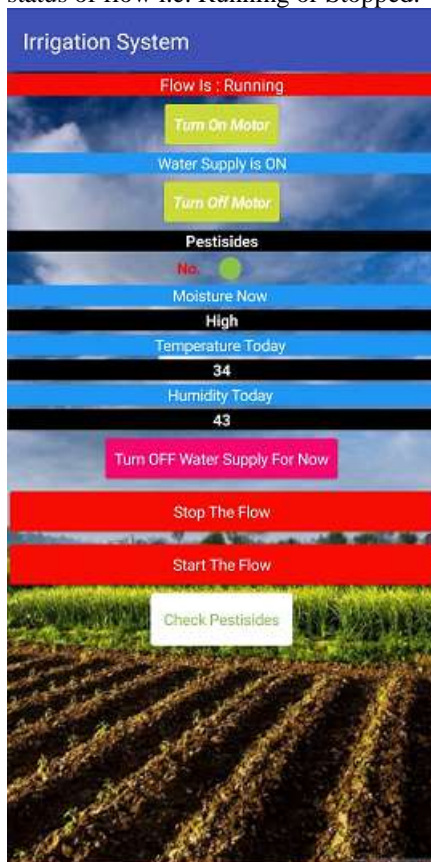 status of flow i.e. Running or Stopped.
Irrigation System
Flow Is : Running
Turn On Motor
Water Supply is ON
Turn Off Motor
Pestisides
No.
Moisture Now
High
Temperature Today
34
Humidity Today
43
Turn OFF Water Supply For Now
Stop The Flow
Start The Flow
Check Pestisides